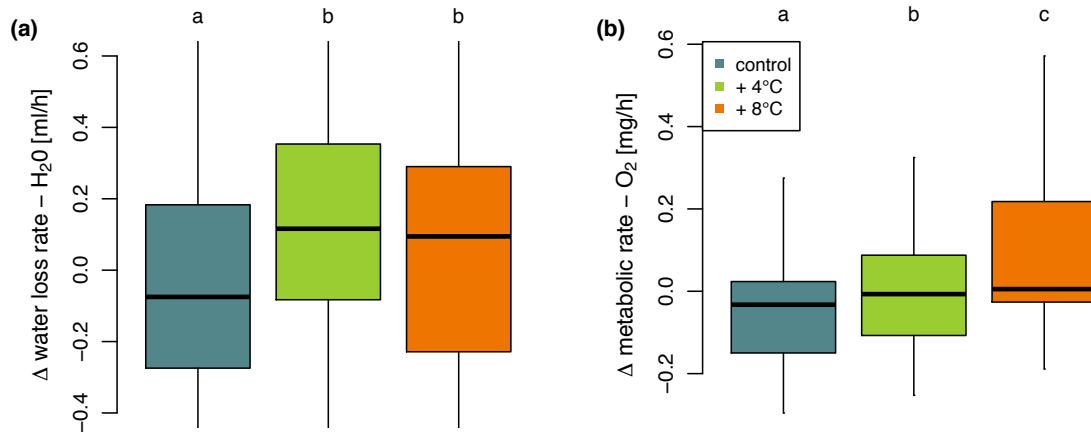 (a)
a b b
Δ water loss rate − H₂0 [ml/h]
0.6
0.4
0.2
0.0
−0.2
−0.4
(b)
a b c
Δ metabolic rate − O₂ [mg/h]
0.6
0.4
0.2
0.0
−0.2
control
+ 4°C
+ 8°C